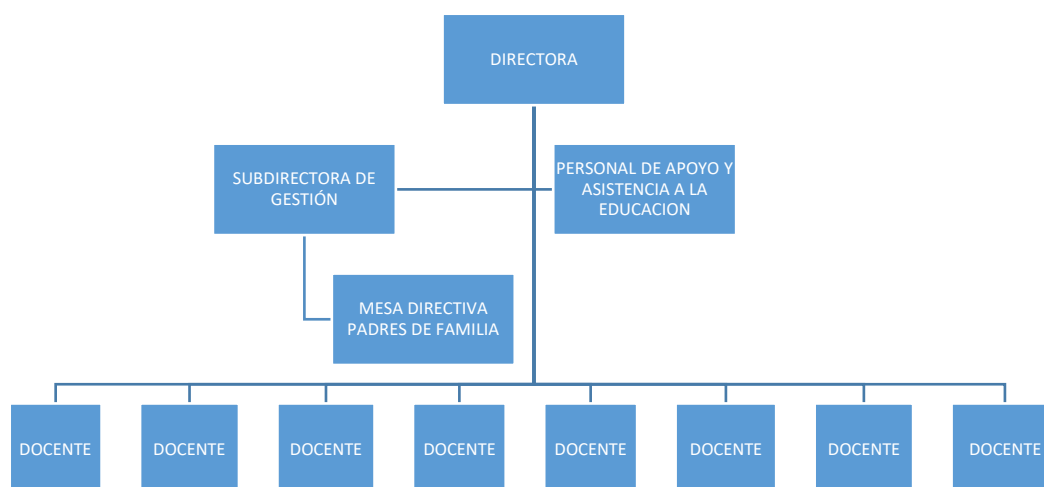 DIRECTORA
SUBDIRECTORA DE
GESTIÓN
PERSONAL DE APOYO Y
ASISTENCIA A LA
EDUCACION
MESA DIRECTIVA
PADRES DE FAMILIA
DOCENTE
DOCENTE
DOCENTE
DOCENTE
DOCENTE
DOCENTE
DOCENTE
DOCENTE